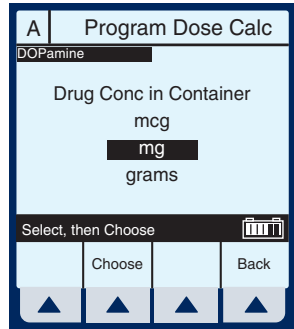 A Program Dose Calc
DOPamine
Drug Conc in Container
mcg
mg
grams
Select, then Choose
Choose Back